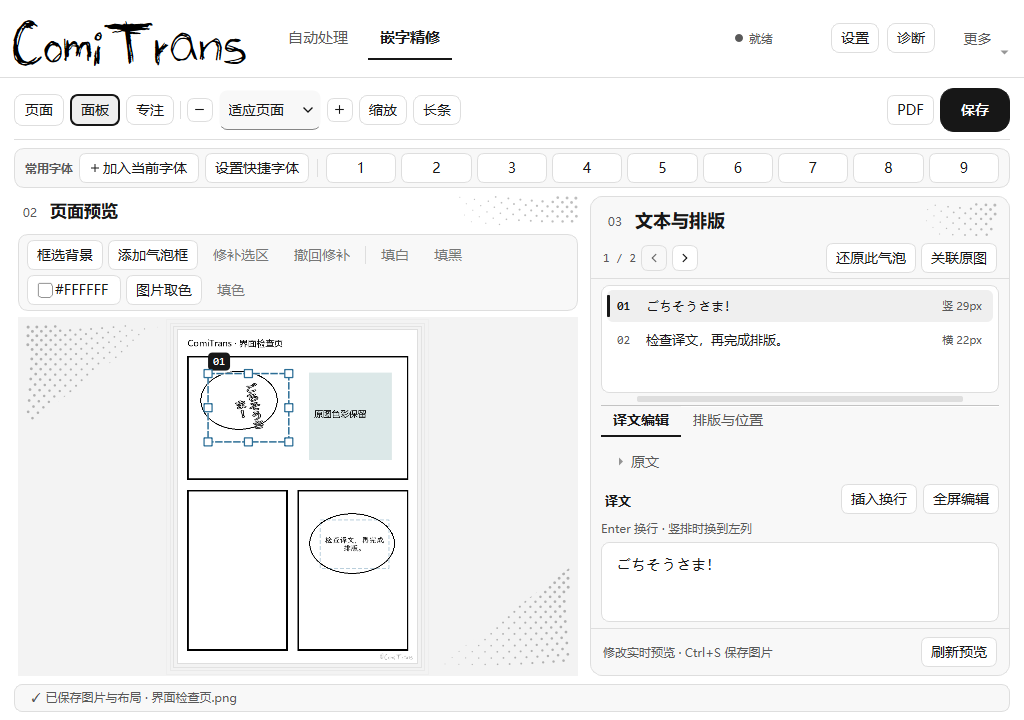 ComiTrans 自动处理 嵌字精修 ● 就绪 设置 诊断 更多
页面 面板 专注 − 适应页面 + 缩放 长条 PDF 保存
常用字体 + 加入当前字体 设置快捷字体 1 2 3 4 5 6 7 8 9
02 页面预览
框选背景 添加气泡框 修补选区 撤回修补 填白 填黑
#FFFFFF 图片取色 填色
ComiTrans · 界面检查页
01
原图色彩保留
检查译文，再完成
排版。
©ComiTrans
03 文本与排版
1 / 2 < > 还原此气泡 关联原图
01 ごちそうさま！ 竖 29px
02 检查译文，再完成排版。 横 22px
译文编辑 排版与位置
原文
译文 插入换行 全屏编辑
Enter 换行 · 竖排时换到左列
ごちそうさま！
修改实时预览 · Ctrl+S 保存图片 刷新预览
✓ 已保存图片与布局 · 界面检查页.png